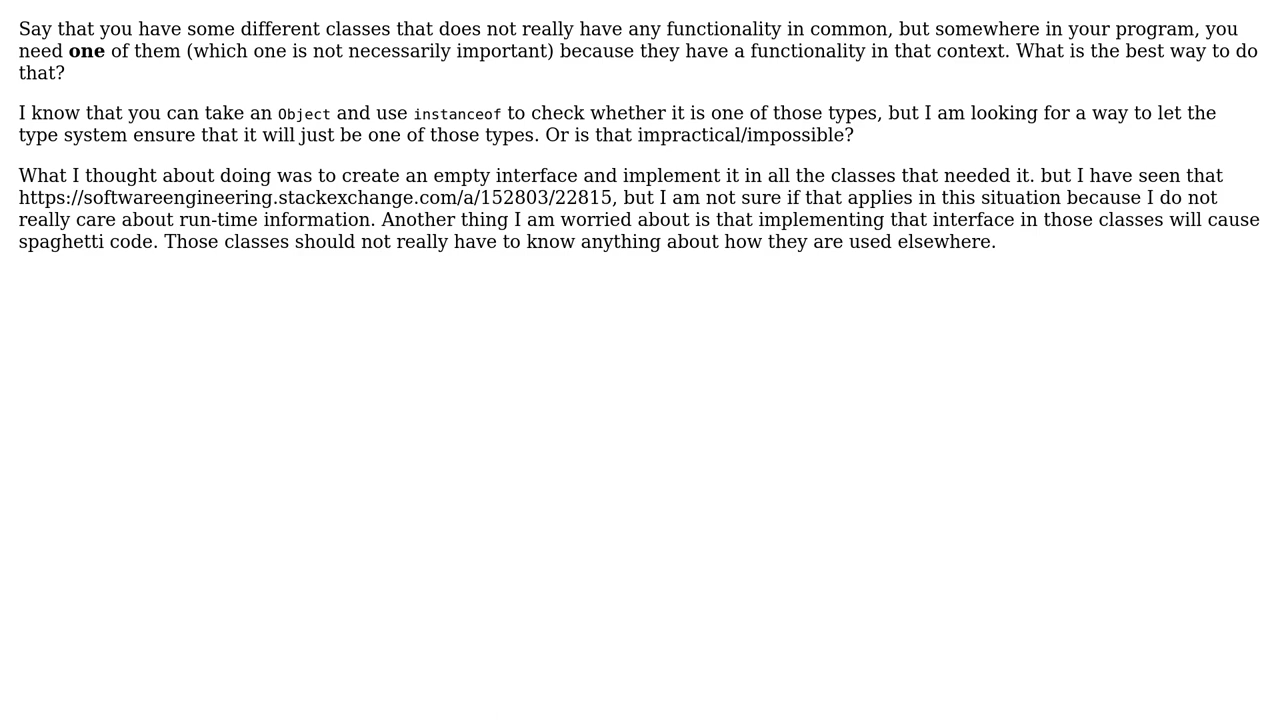 Say that you have some different classes that does not really have any functionality in common, but somewhere in your program, you
need one of them (which one is not necessarily important) because they have a functionality in that context. What is the best way to do
that?
I know that you can take an Object and use instanceof to check whether it is one of those types, but I am looking for a way to let the
type system ensure that it will just be one of those types. Or is that impractical/impossible?
What I thought about doing was to create an empty interface and implement it in all the classes that needed it. but I have seen that
https://softwareengineering.stackexchange.com/a/152803/22815, but I am not sure if that applies in this situation because I do not
really care about run-time information. Another thing I am worried about is that implementing that interface in those classes will cause
spaghetti code. Those classes should not really have to know anything about how they are used elsewhere.